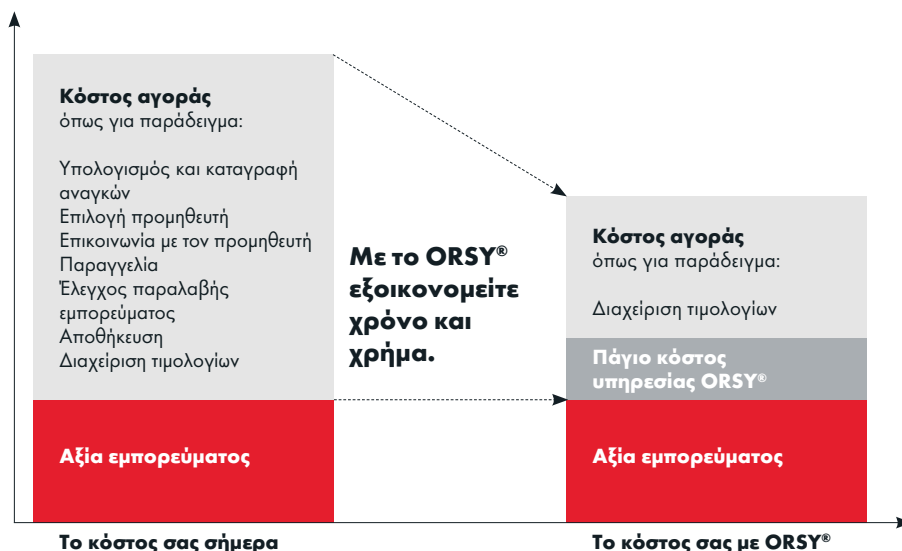 Κόστος αγοράς
όπως για παράδειγμα:
Υπολογισμός και καταγραφή
αναγκών
Επιλογή προμηθευτή
Επικοινωνία με τον προμηθευτή
Παραγγελία
Έλεγχος παραλαβής
εμπορεύματος
Αποθήκευση
Διαχείριση τιμολογίων
Αξία εμπορεύματος
Το κόστος σας σήμερα
Με το ORSY®
εξοικονομείτε
χρόνο και
χρήμα.
Κόστος αγοράς
όπως για παράδειγμα:
Διαχείριση τιμολογίων
Πάγιο κόστος
υπηρεσίας ORSY®
Αξία εμπορεύματος
Το κόστος σας με ORSY®